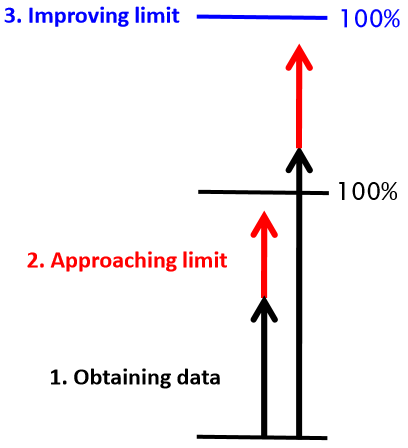 3. Improving limit
100%
100%
2. Approaching limit
1. Obtaining data